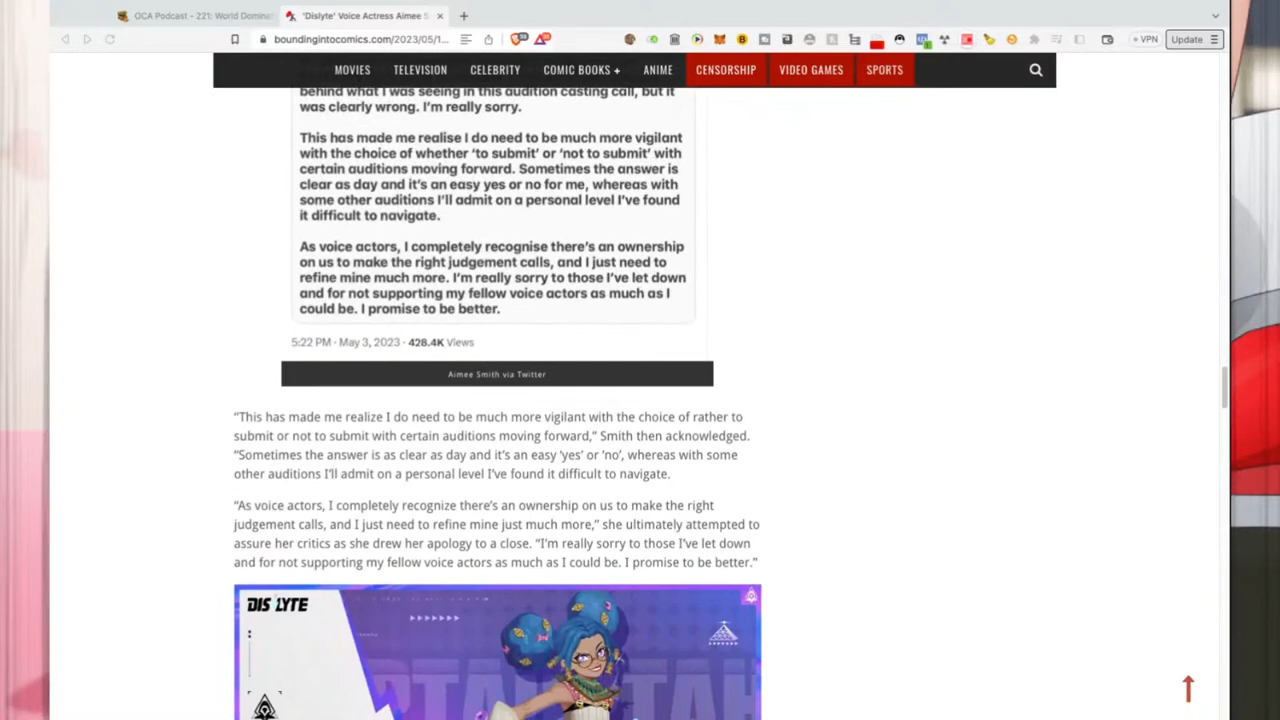 OCA Podcast - 221: World Domina
'Dislyte' Voice Actress Aimee S
boundingintocomics.com/2023/05/1...
VPN
Update
MOVIES TELEVISION CELEBRITY COMIC BOOKS + ANIME CENSORSHIP VIDEO GAMES SPORTS
behind what I was seeing in this audition casting call, but it
was clearly wrong. I'm really sorry.
This has made me realise I do need to be much more vigilant
with the choice of whether 'to submit' or 'not to submit' with
certain auditions moving forward. Sometimes the answer is
clear as day and it's an easy yes or no for me, whereas with
some other auditions I'll admit on a personal level I've found
it difficult to navigate.
As voice actors, I completely recognise there's an ownership
on us to make the right judgement calls, and I just need to
refine mine much more. I'm really sorry to those I've let down
and for not supporting my fellow voice actors as much as I
could be. I promise to be better.
5:22 PM · May 3, 2023 · 428.4K Views
Aimee Smith via Twitter
“This has made me realize I do need to be much more vigilant with the choice of rather to
submit or not to submit with certain auditions moving forward,” Smith then acknowledged.
“Sometimes the answer is as clear as day and it's an easy ‘yes’ or ‘no’, whereas with some
other auditions I'll admit on a personal level I've found it difficult to navigate.
“As voice actors, I completely recognize there's an ownership on us to make the right
judgement calls, and I just need to refine mine just much more,” she ultimately attempted to
assure her critics as she drew her apology to a close. “I'm really sorry to those I've let down
and for not supporting my fellow voice actors as much as I could be. I promise to be better.”
DISLYTE